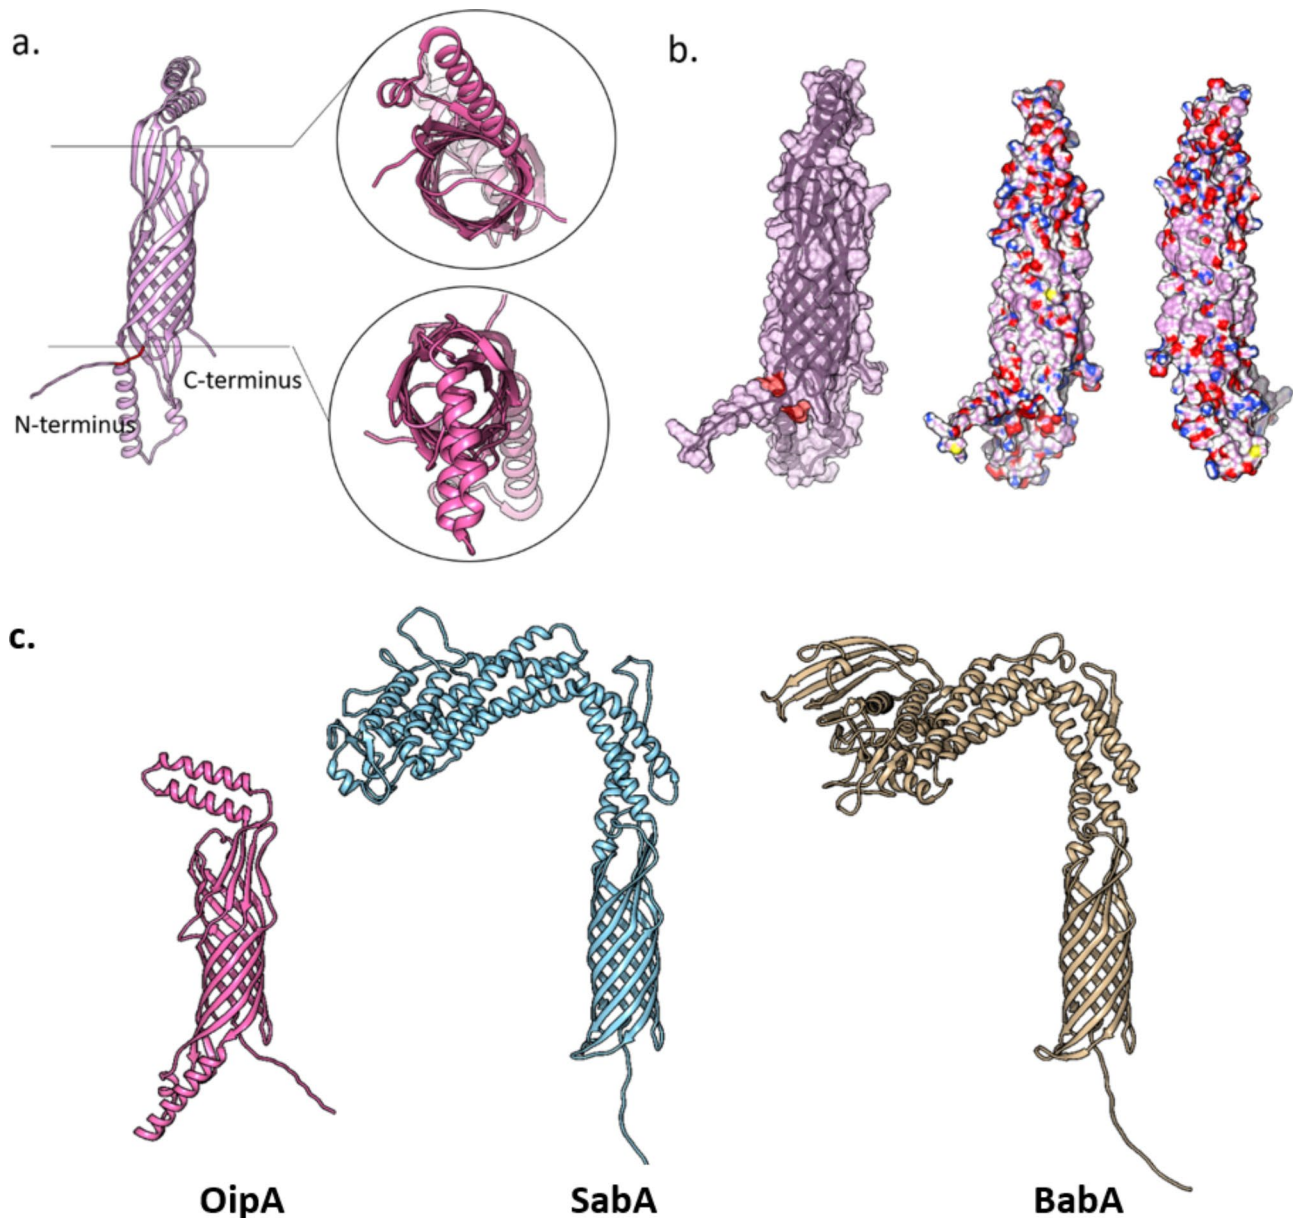 a.
b.
C-terminus
N-terminus
c.
OipA
SabA
BabA